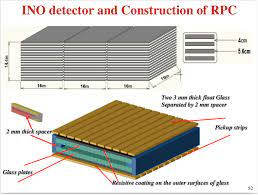 INO detector and Construction of RPC
4cm
5.6cm
14.4m
16m
16m
16m
Two 3 mm thick float Glass
Separated by 2 mm spacer
2 mm thick spacer
Pickup strips
Glass plates
Resistive coating on the outer surfaces of glass
52